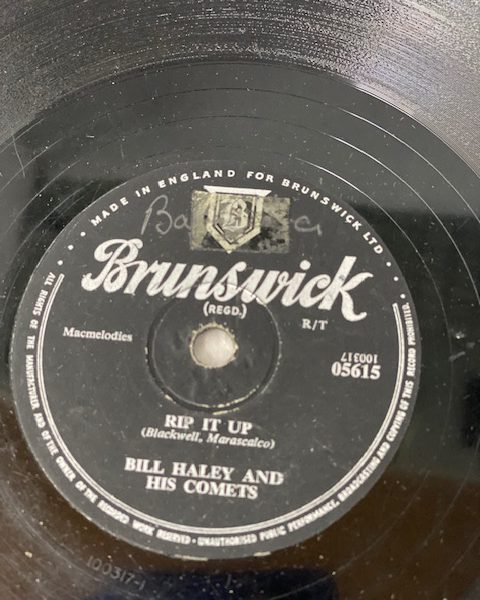 MADE IN ENGLAND FOR BRUNSWICK LTD
B
Brunswick
(REGD.)
R/T
Macmelodies
100317
05615
RIP IT UP
(Blackwell, Marascalco)
BILL HALEY AND
HIS COMETS
ALL RIGHTS OF THE MANUFACTURER AND OF THE OWNER OF THE RECORDED WORK RESERVED · UNAUTHORISED PUBLIC PERFORMANCE, BROADCASTING AND COPYING OF THIS RECORD PROHIBITED.
100317-1